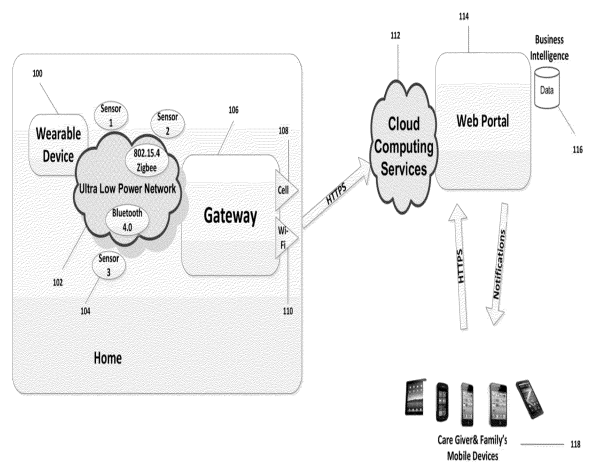 112
114
Business
Intelligence
Data
116
Web Portal
Cloud
Computing
Services
100
Sensor
1
Sensor
2
106
108
Wearable
Device
802.15.4
Zigbee
Ultra Low Power Network
Bluetooth
4.0
Gateway
Cell
Wi-
Fi
HTTPS
HTTPS
Notifications
Sensor
3
102
104
110
Home
Care Giver& Family's
Mobile Devices
118